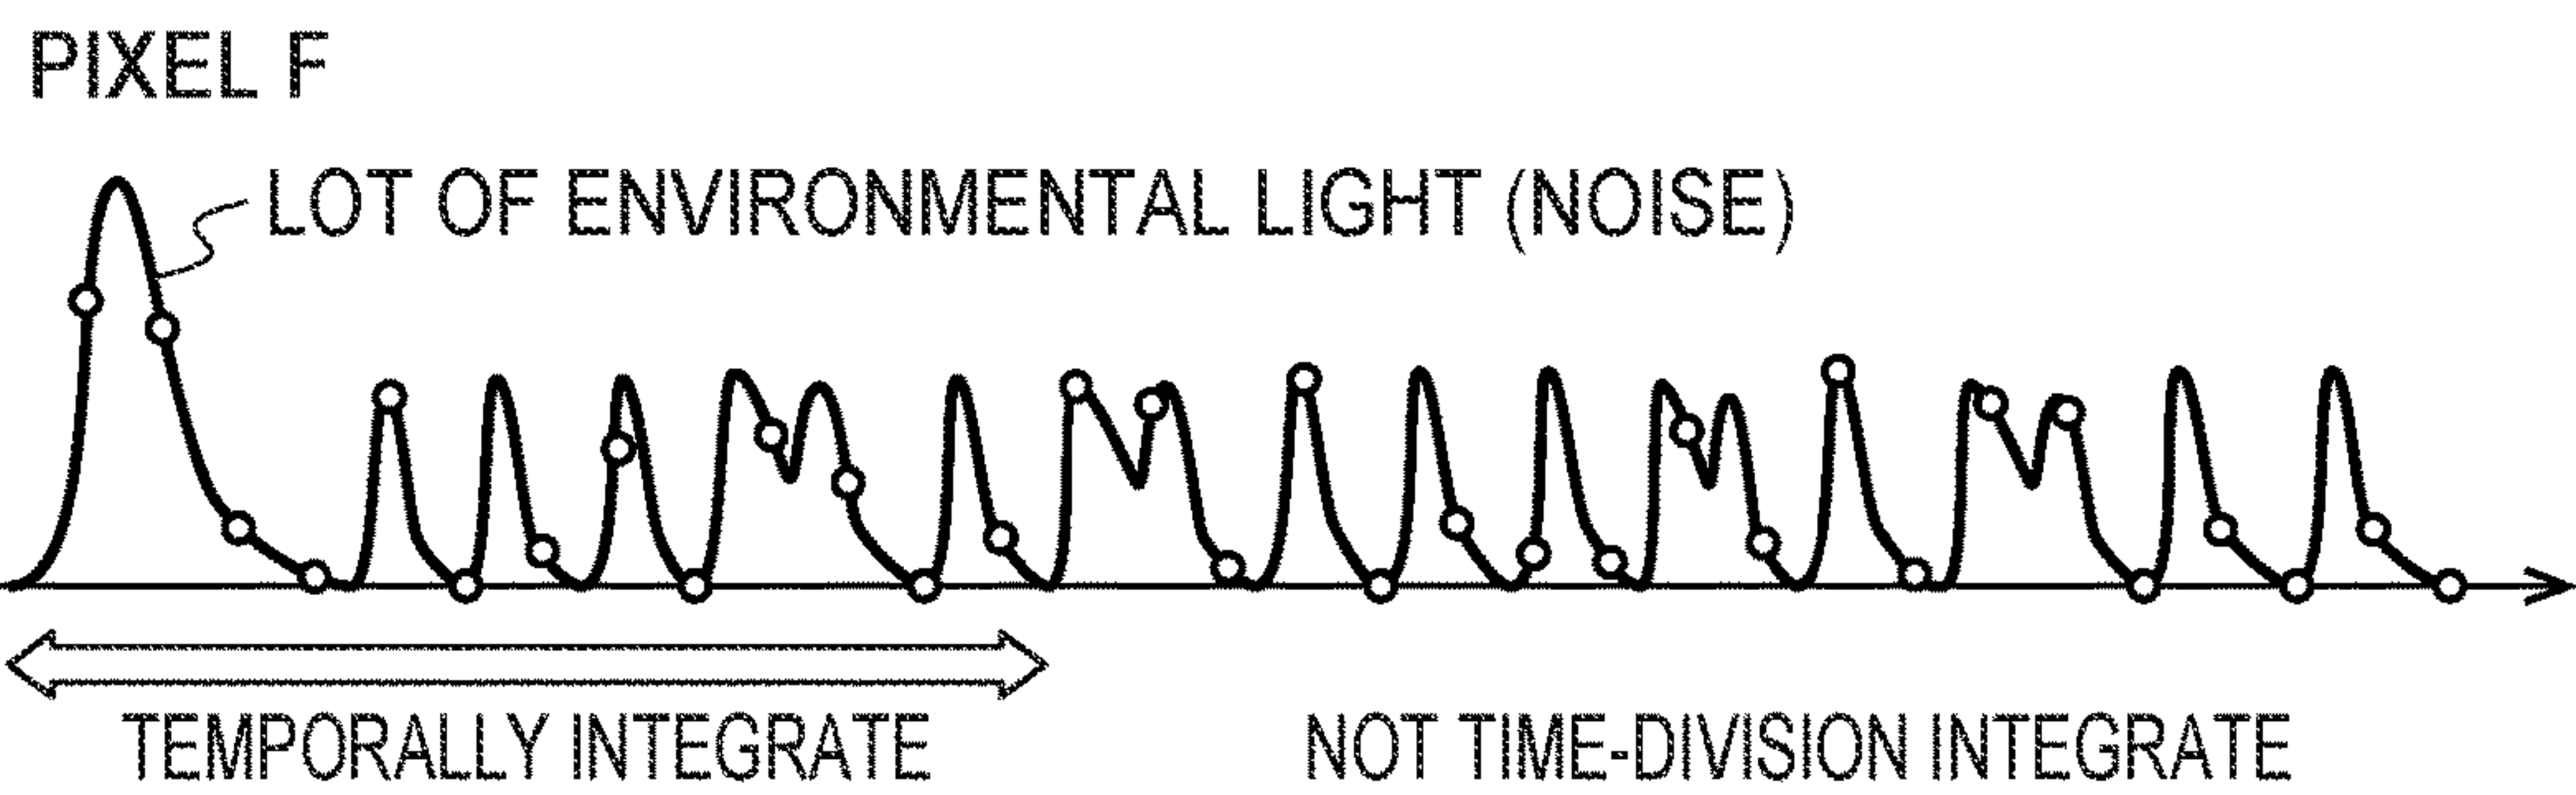 PIXEL F
LOT OF ENVIRONMENTAL LIGHT (NOISE)
TEMPORALLY INTEGRATE
NOT TIME-DIVISION INTEGRATE